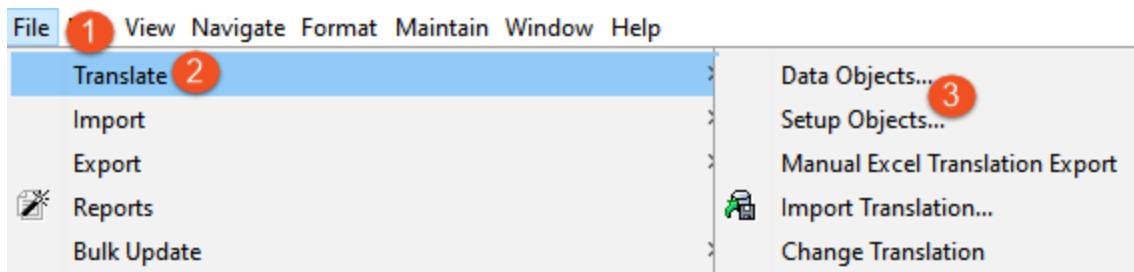 File 1 View Navigate Format Maintain Window Help
Translate 2
Import
Export
Reports
Bulk Update
Data Objects...
3
Setup Objects...
Manual Excel Translation Export
Import Translation...
Change Translation